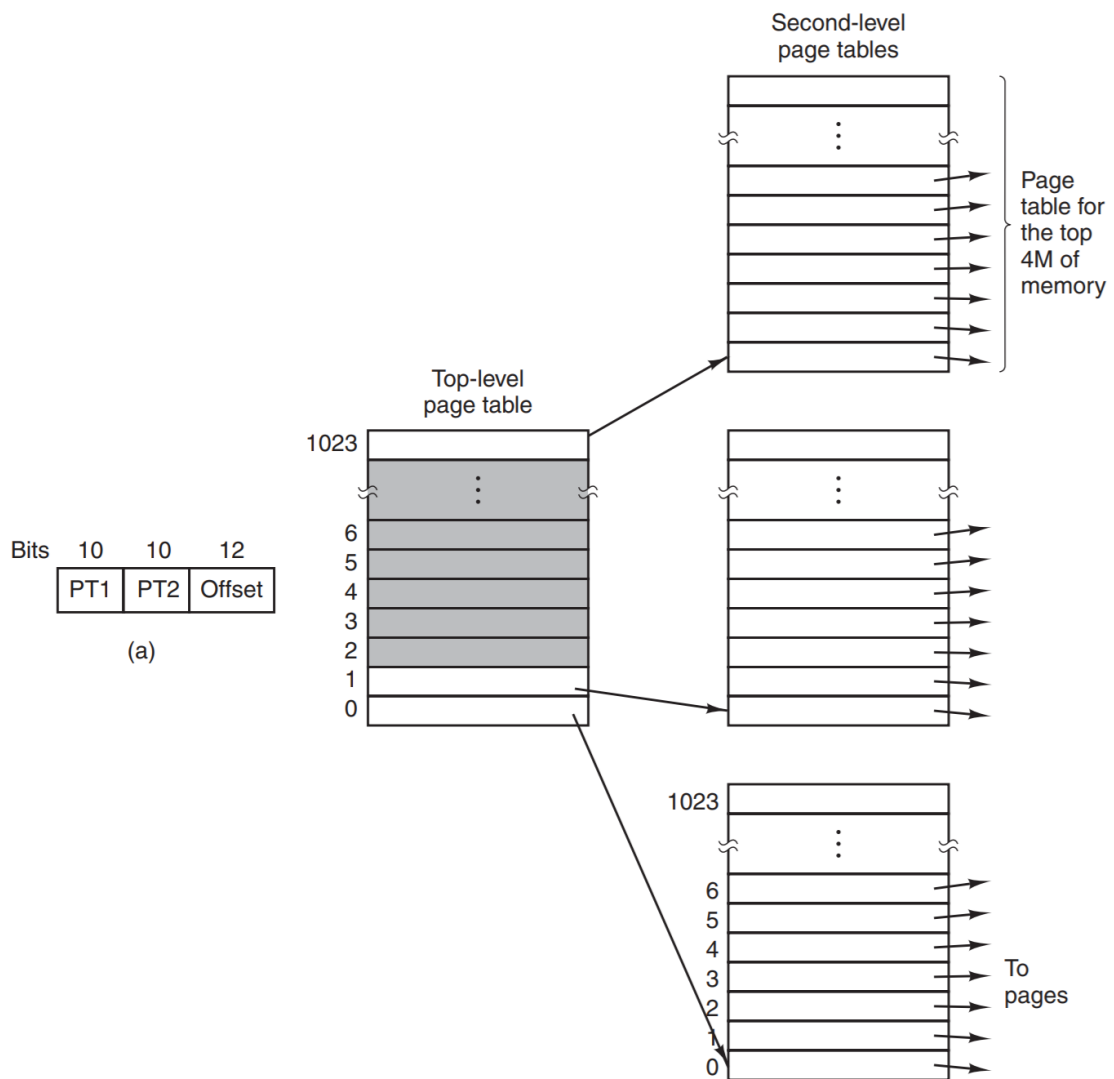 Second-level
page tables
Page
table for
the top
4M of
memory
Top-level
page table
1023
6
5
4
3
2
1
0
Bits 10 10 12
PT1 PT2 Offset
(a)
1023
6
5
4
3
2
1
0
To
pages